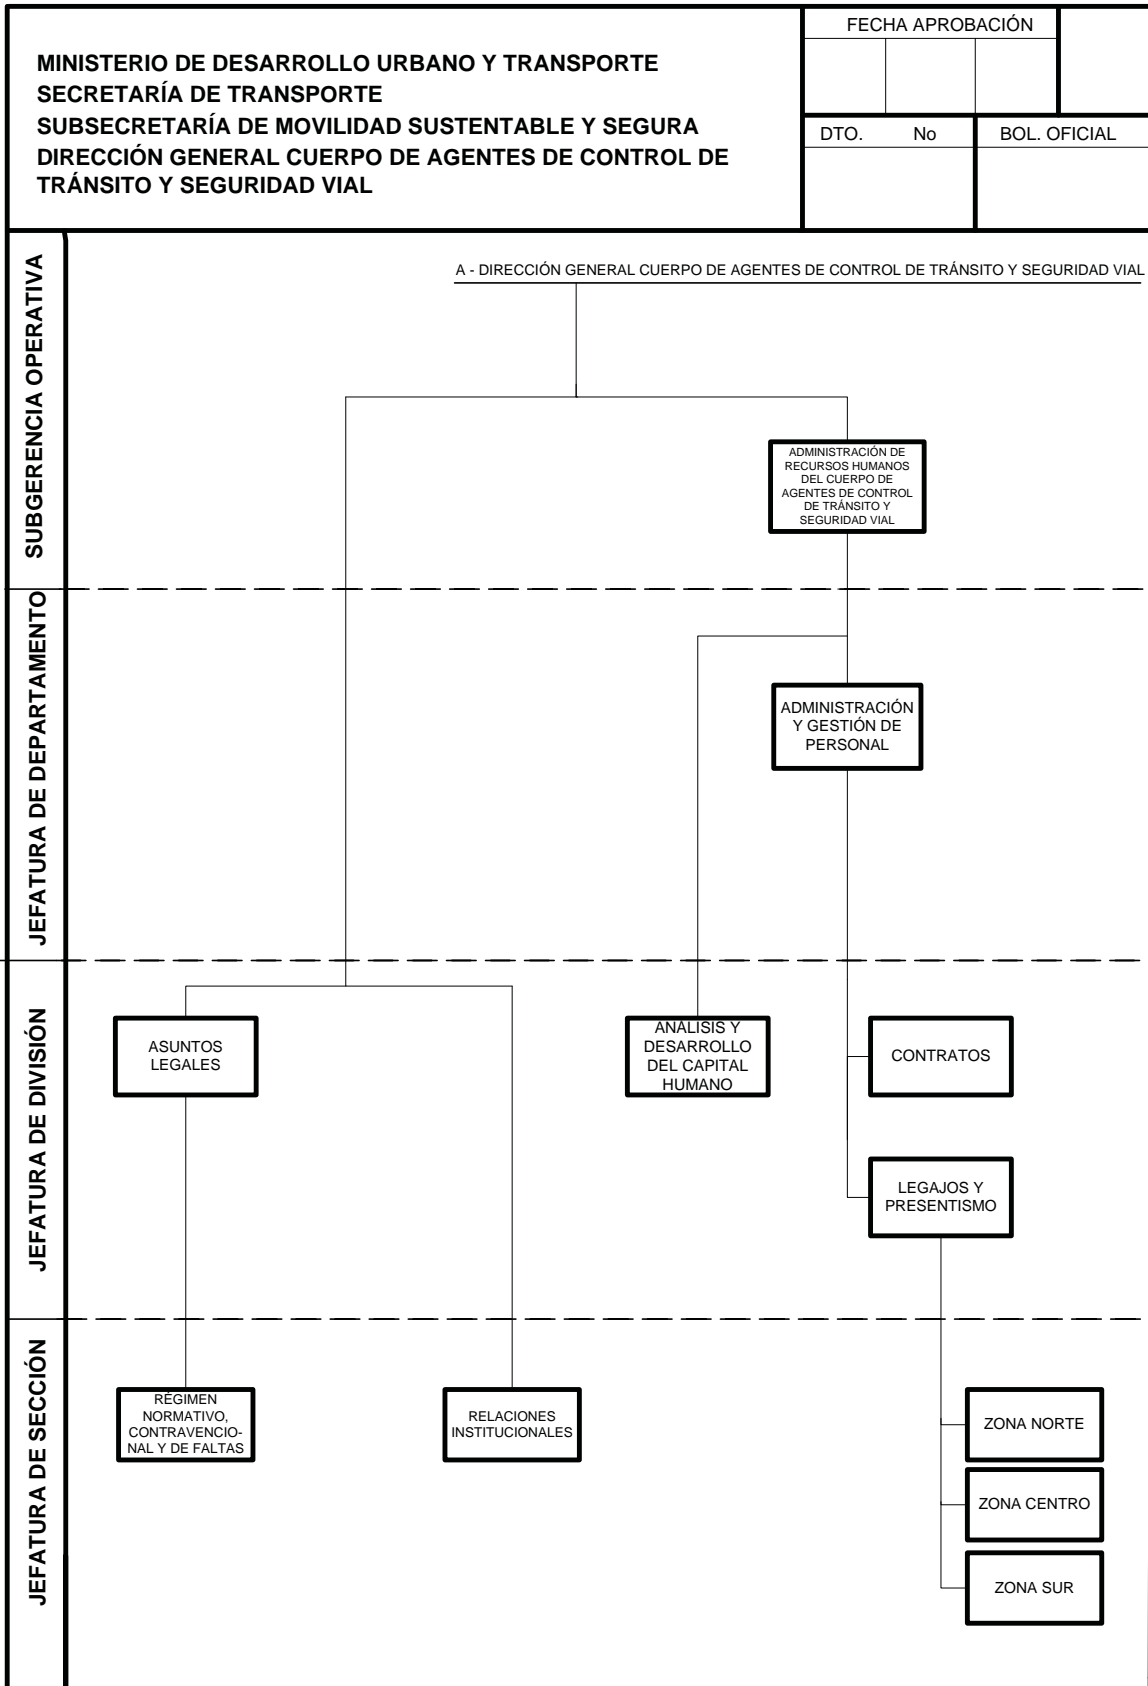 MINISTERIO DE DESARROLLO URBANO Y TRANSPORTE
SECRETARÍA DE TRANSPORTE
SUBSECRETARÍA DE MOVILIDAD SUSTENTABLE Y SEGURA
DIRECCIÓN GENERAL CUERPO DE AGENTES DE CONTROL DE
TRÁNSITO Y SEGURIDAD VIAL
FECHA APROBACIÓN
DTO. No
BOL. OFICIAL
SUBGERENCIA OPERATIVA
A - DIRECCIÓN GENERAL CUERPO DE AGENTES DE CONTROL DE TRÁNSITO Y SEGURIDAD VIAL
ADMINISTRACIÓN DE
RECURSOS HUMANOS
DEL CUERPO DE
AGENTES DE CONTROL
DE TRÁNSITO Y
SEGURIDAD VIAL
JEFATURA DE DEPARTAMENTO
ADMINISTRACIÓN
Y GESTIÓN DE
PERSONAL
JEFATURA DE DIVISIÓN
ASUNTOS
LEGALES
ANÁLISIS Y
DESARROLLO
DEL CAPITAL
HUMANO
CONTRATOS
LEGAJOS Y
PRESENTISMO
JEFATURA DE SECCIÓN
RÉGIMEN
NORMATIVO,
CONTRAVENCIO-
NAL Y DE FALTAS
RELACIONES
INSTITUCIONALES
ZONA NORTE
ZONA CENTRO
ZONA SUR